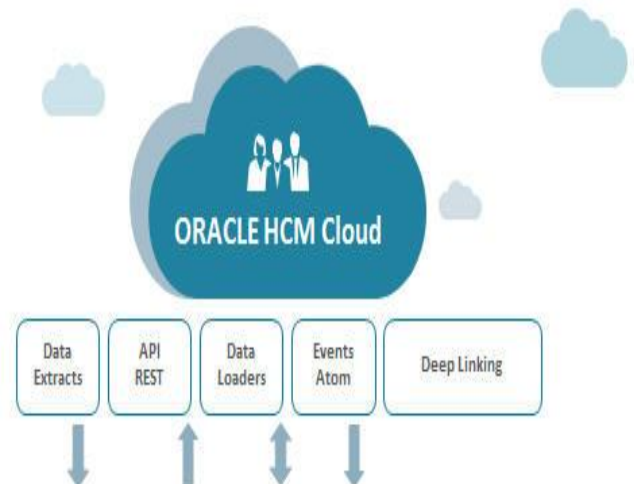 ORACLE HCM Cloud
Data
Extracts
API
REST
Data
Loaders
Events
Atom
Deep Linking